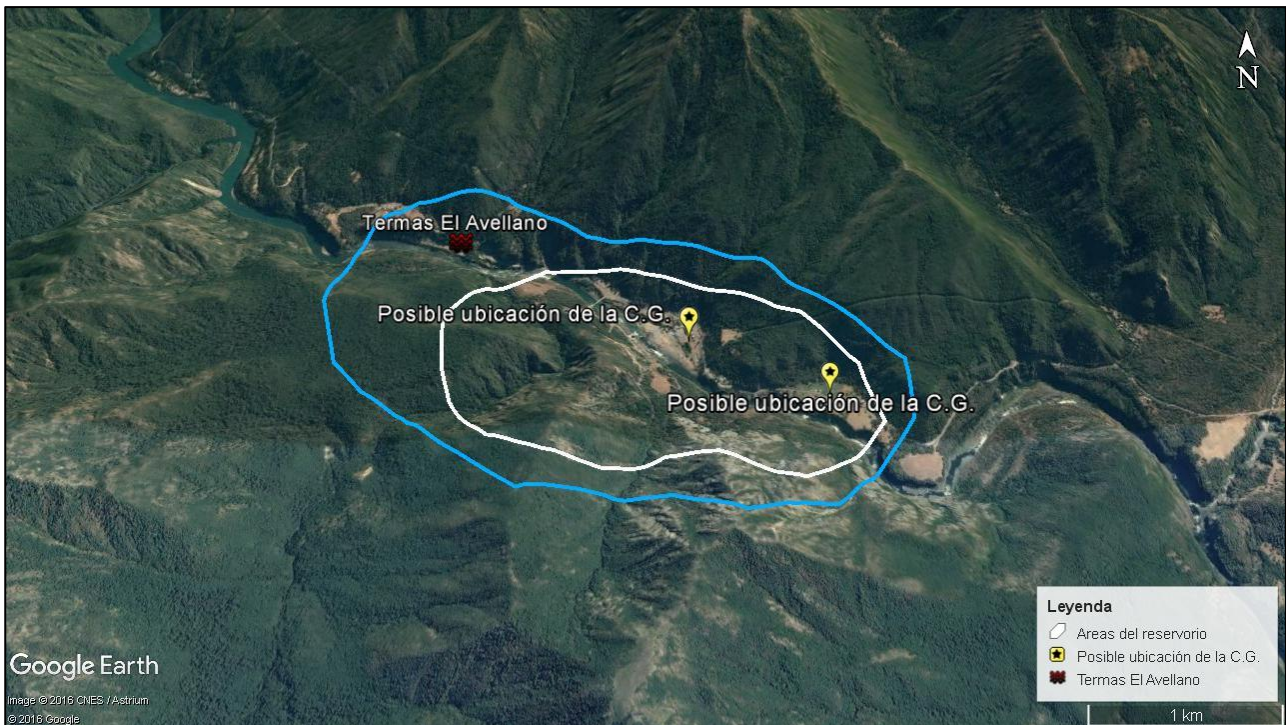 N
Termas El Avellano
Posible ubicación de la C.G.
Posible ubicación de la C.G.
Leyenda
Areas del reservorio
Posible ubicación de la C.G.
Termas El Avellano
Google Earth
Image © 2016 CNES / Astrium
© 2016 Google
1 km